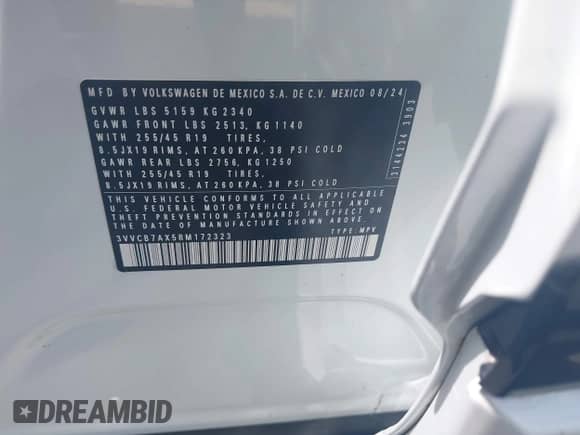 MFD BY VOLKSWAGEN DE MEXICO S.A. DE C.V. MEXICO 08/24
GVWR LBS 5159 KG 2340
GAWR FRONT LBS 2513, KG 1140
WITH 255/45 R19 TIRES,
8.5JX19 RIMS, AT 260 KPA, 38 PSI COLD
GAWR REAR LBS 2756, KG 1250
WITH 255/45 R19 TIRES,
8.5JX19 RIMS, AT 260 KPA, 38 PSI COLD
THIS VEHICLE CONFORMS TO ALL APPLICABLE
U.S. FEDERAL MOTOR VEHICLE SAFETY AND
THEFT PREVENTION STANDARDS IN EFFECT ON
THE DATE OF MANUFACTURE SHOWN ABOVE.
3VVCB7AX5RM172323 TYPE: MPV
3144234 3903
DREAMBID